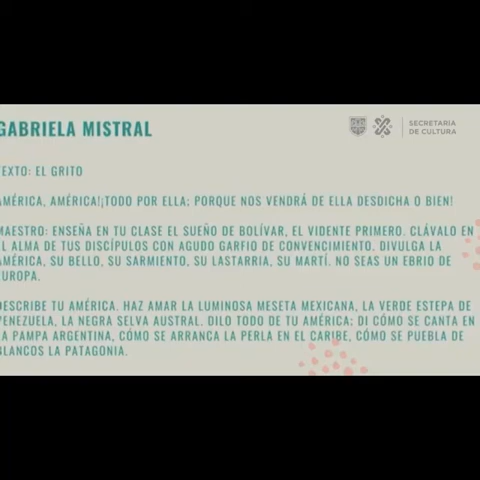 GABRIELA MISTRAL
SECRETARIA
DE CULTURA
TEXTO: EL GRITO
AMÉRICA, AMÉRICA!¡TODO POR ELLA; PORQUE NOS VENDRÁ DE ELLA DESDICHA O BIEN!
MAESTRO: ENSEÑA EN TU CLASE EL SUEÑO DE BOLÍVAR, EL VIDENTE PRIMERO. CLÁVALO EN
EL ALMA DE TUS DISCÍPULOS CON AGUDO GARFIO DE CONVENCIMIENTO. DIVULGA LA
AMÉRICA, SU BELLO, SU SARMIENTO, SU LASTARRIA, SU MARTÍ. NO SEAS UN EBRIO DE
EUROPA.
DESCRIBE TU AMÉRICA. HAZ AMAR LA LUMINOSA MESETA MEXICANA, LA VERDE ESTEPA DE
VENEZUELA, LA NEGRA SELVA AUSTRAL. DILO TODO DE TU AMÉRICA; DI CÓMO SE CANTA EN
LA PAMPA ARGENTINA, CÓMO SE ARRANCA LA PERLA EN EL CARIBE, CÓMO SE PUEBLA DE
BLANCOS LA PATAGONIA.